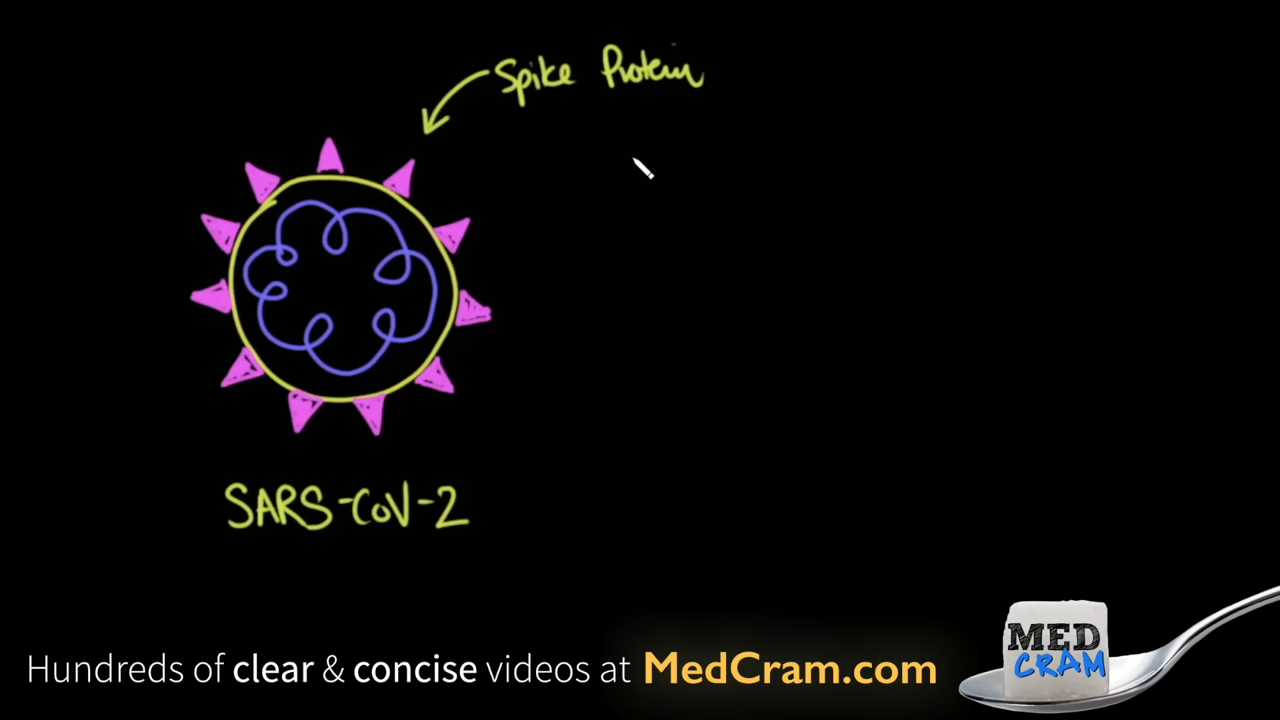 Spike Protein
SARS-CoV-2
MED
CRAM
Hundreds of clear & concise videos at MedCram.com